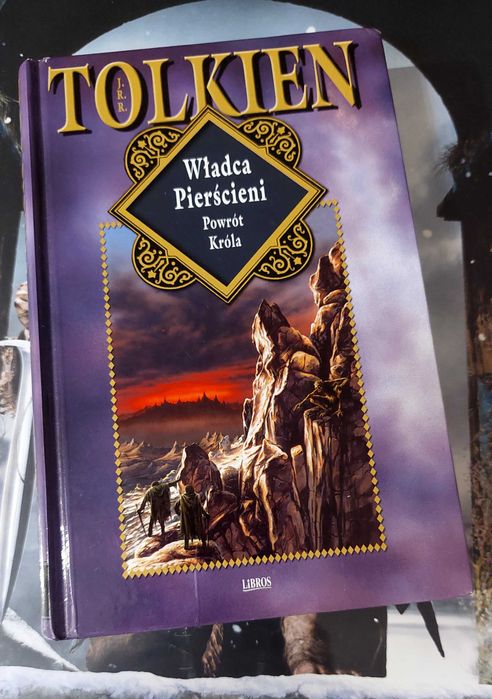 J.R.R.
TOLKIEN
Władca
Pierścieni
Powrót
Króla
LIBROS